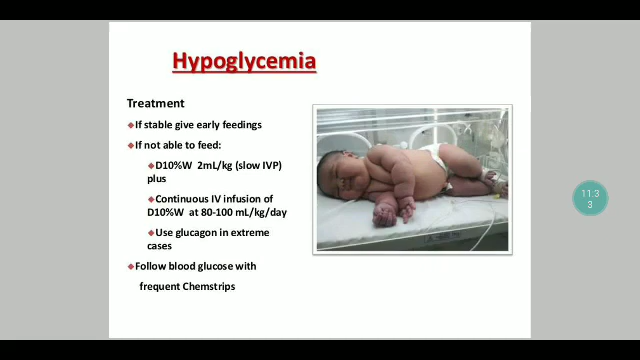 Hypoglycemia
Treatment
If stable give early feedings
If not able to feed:
D10%W 2mL/kg (slow IVP)
plus
Continuous IV infusion of
D10%W at 80-100 mL/kg/day
Use glucagon in extreme
cases
Follow blood glucose with
frequent Chemstrips
11:3
3